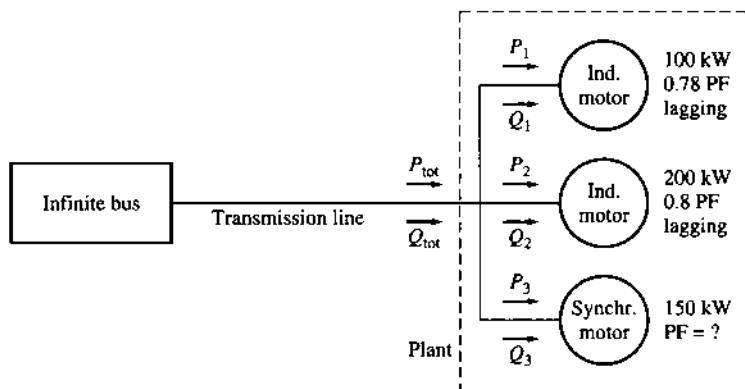 P1
Ind.
motor
Q1
100 kW
0.78 PF
lagging
Infinite bus
Transmission line
Ptot
Qtot
P2
Ind.
motor
Q2
200 kW
0.8 PF
lagging
P3
Synchr.
motor
Q3
150 kW
PF = ?
Plant